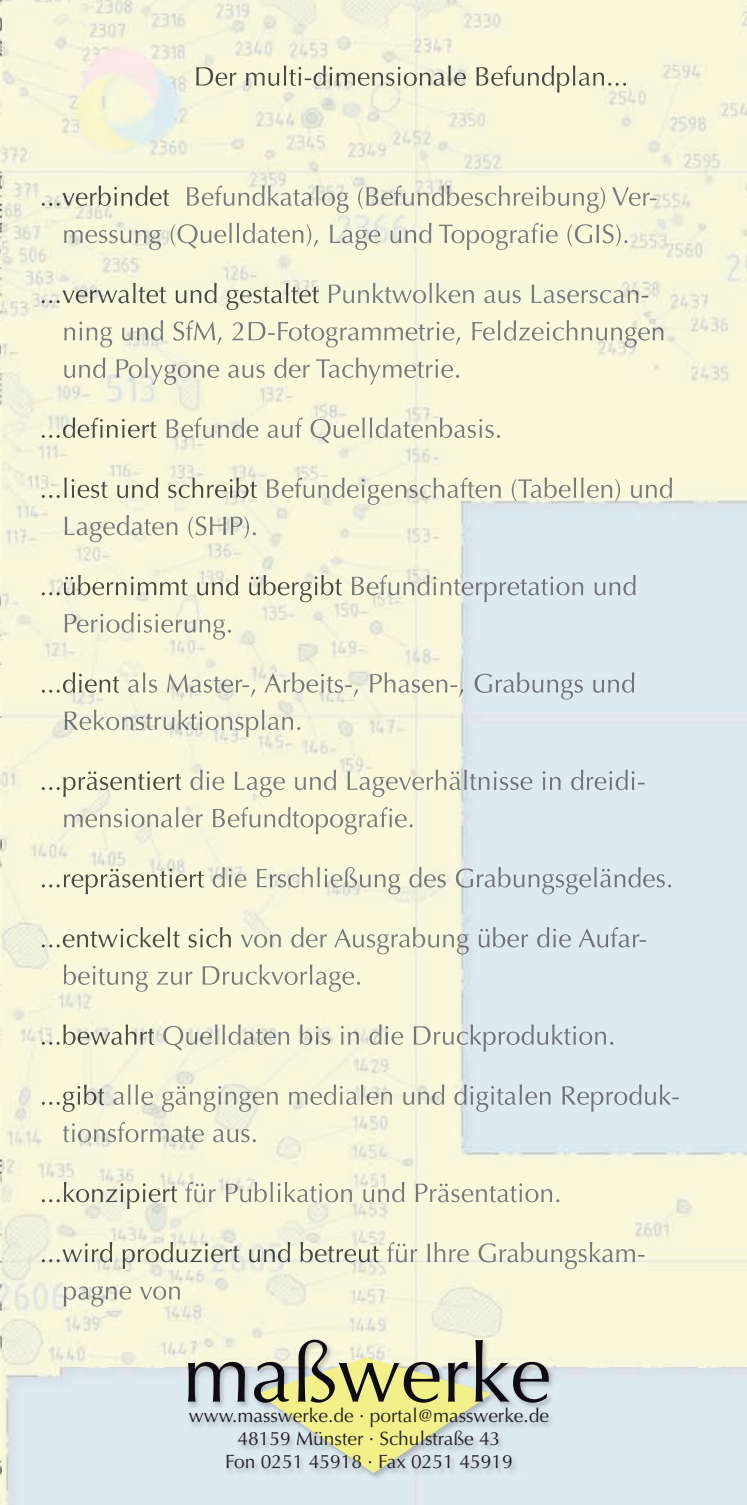 Der multi-dimensionale Befundplan...
...verbindet Befundkatalog (Befundbeschreibung) Ver-
messung (Quelldaten), Lage und Topografie (GIS).
...verwaltet und gestaltet Punktwolken aus Laserscan-
ning und SfM, 2D-Fotogrammetrie, Feldzeichnungen
und Polygone aus der Tachymetrie.
...definiert Befunde auf Quelldatenbasis.
...liest und schreibt Befundeigenschaften (Tabellen) und
Lagedaten (SHP).
...übernimmt und übergibt Befundinterpretation und
Periodisierung.
...dient als Master-, Arbeits-, Phasen-, Grabungs und
Rekonstruktionsplan.
...präsentiert die Lage und Lageverhältnisse in dreidi-
mensionaler Befundtopografie.
...repräsentiert die Erschließung des Grabungsgeländes.
...entwickelt sich von der Ausgrabung über die Aufar-
beitung zur Druckvorlage.
...bewahrt Quelldaten bis in die Druckproduktion.
...gibt alle gängingen medialen und digitalen Reproduk-
tionsformate aus.
...konzipiert für Publikation und Präsentation.
...wird produziert und betreut für Ihre Grabungskam-
pagne von
maßwerke
www.masswerke.de · portal@masswerke.de
48159 Münster · Schulstraße 43
Fon 0251 45918 · Fax 0251 45919